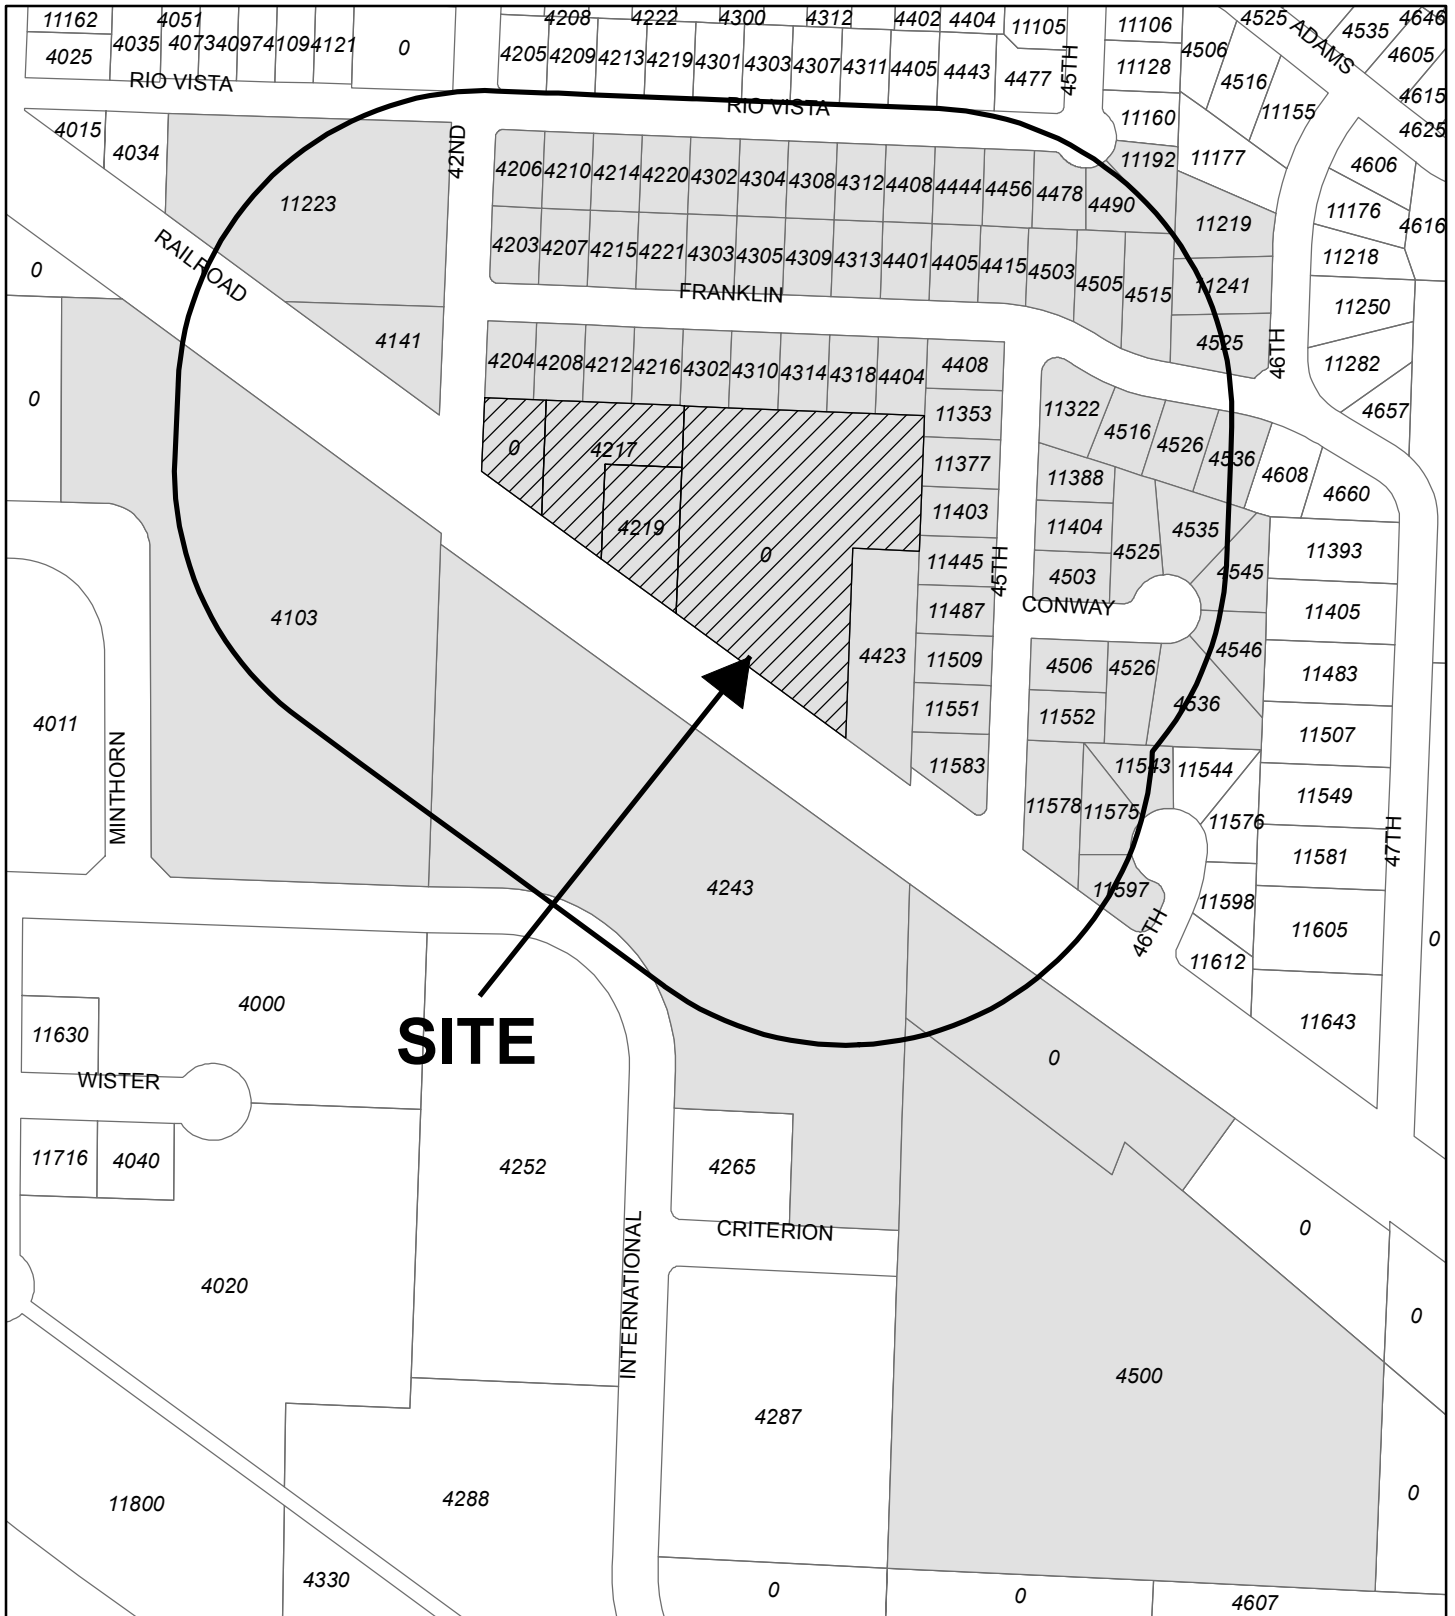 11162 4051 4208 4222 4300 4312 4402 4404 11105 11106 4525 4535 4646
4025 4035 4073 4097 4109 4121 0 4205 4209 4213 4219 4301 4303 4307 4311 4405 4443 4477 45TH 11128 4506 4516 11155 ADAMS 4605 4615
RIO VISTA
RIO VISTA 11160 4625
4015 4034 42ND 11177 4606
4206 4210 4214 4220 4302 4304 4308 4312 4408 4444 4456 4478 4490 11192
11223 11219 11176 4616
4203 4207 4215 4221 4303 4305 4309 4313 4401 4405 4415 4503 4505 4515 11241 11218
RAILROAD
0
FRANKLIN 11250
4141 4525 46TH
4204 4208 4212 4216 4302 4310 4314 4318 4404 4408 11282
0 11353 11322 4516 4526 4536 4657
0 4217 11377 11388 4608 4660
4219 0 11403 11404 4525 4535 11393
11445 45TH 4503 4545
4103 11487 CONWAY 11405
4423 11509 4506 4526 4546 11483
4011 11551 11552 4536 11507
MINTHORN 11583 11543 11544
11578 11575 11576 11549
4243 11597 11598 11581 47TH
46TH 11605 0
4000 11612
11630 SITE 0 11643
WISTER
11716 4040 4252 4265
INTERNATIONAL CRITERION 0
4020 0
4500
4287
11800 4288 0
4330 0 0 4607